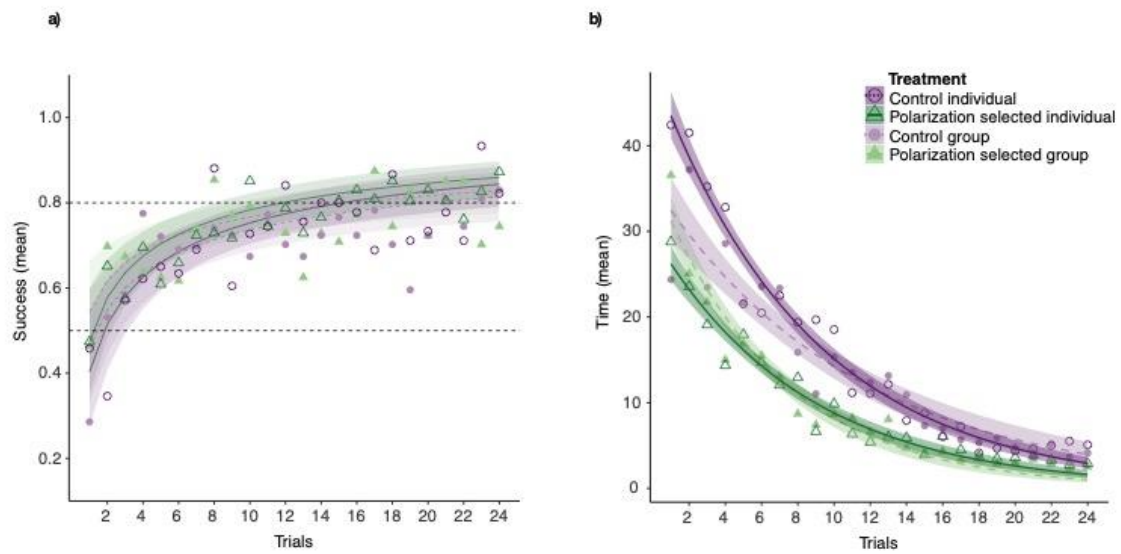 a)
1.0
0.8
0.6
0.4
0.2
Success (mean)
2 4 6 8 10 12 14 16 18 20 22 24
Trials
b)
Treatment
Control individual
Polarization selected individual
Control group
Polarization selected group
40
30
20
10
0
Time (mean)
2 4 6 8 10 12 14 16 18 20 22 24
Trials